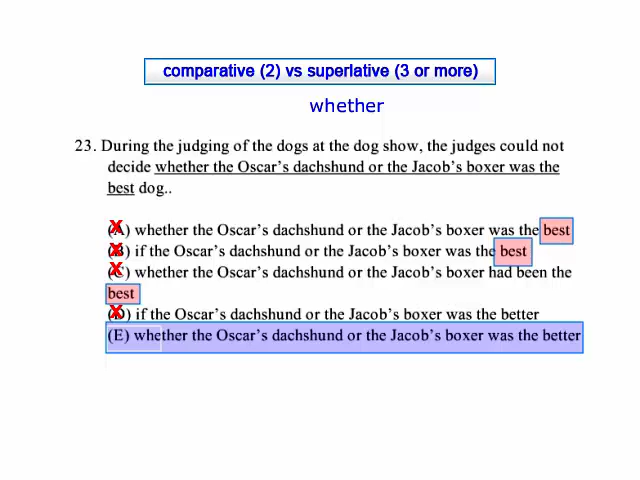 comparative (2) vs superlative (3 or more)
whether
23. During the judging of the dogs at the dog show, the judges could not
decide whether the Oscar's dachshund or the Jacob's boxer was the
best dog..
(A) whether the Oscar's dachshund or the Jacob's boxer was the best
(B) if the Oscar's dachshund or the Jacob's boxer was the best
(C) whether the Oscar's dachshund or the Jacob's boxer had been the
best
(D) if the Oscar's dachshund or the Jacob's boxer was the better
(E) whether the Oscar's dachshund or the Jacob's boxer was the better